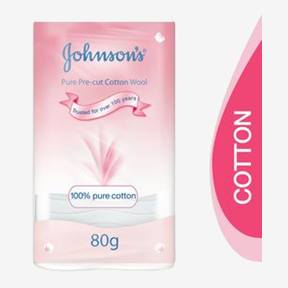 Johnson's
Pure Pre-cut Cotton Wool
Trusted for over 100 years
100% pure cotton
80g
COTTON